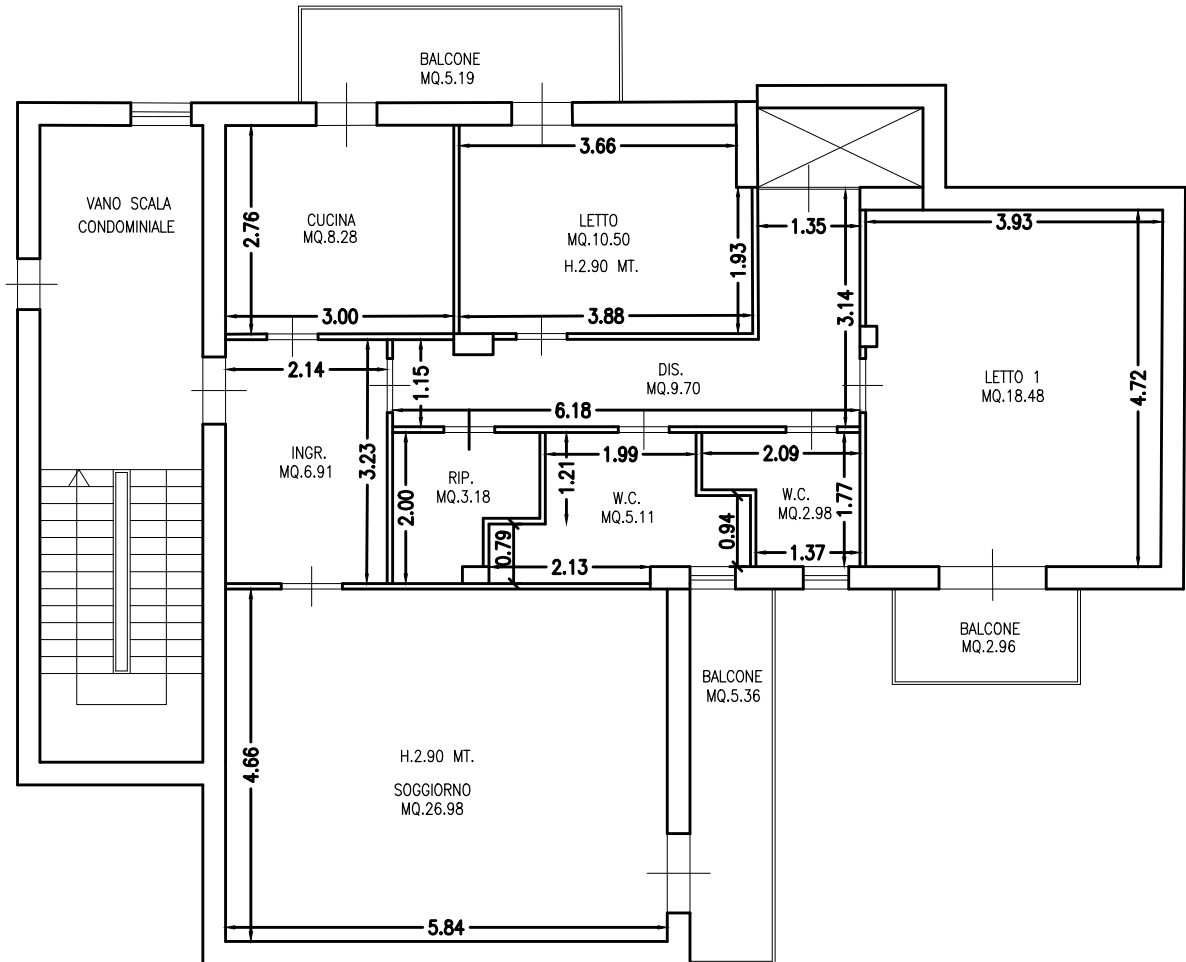 BALCONE
MQ.5.19
3.66
VANO SCALA
CONDOMINIALE
2.76
CUCINA
MQ.8.28
LETTO
MQ.10.50
H.2.90 MT.
1.93
1.35
3.93
3.00
3.88
3.14
2.14
1.15
DIS.
MQ.9.70
LETTO 1
MQ.18.48
4.72
6.18
INGR.
MQ.6.91
3.23
RIP.
MQ.3.18
2.00
1.21
1.99
W.C.
MQ.5.11
2.09
W.C.
MQ.2.98
1.77
0.79
0.94
2.13
1.37
BALCONE
MQ.2.96
BALCONE
MQ.5.36
4.66
H.2.90 MT.
SOGGIORNO
MQ.26.98
5.84